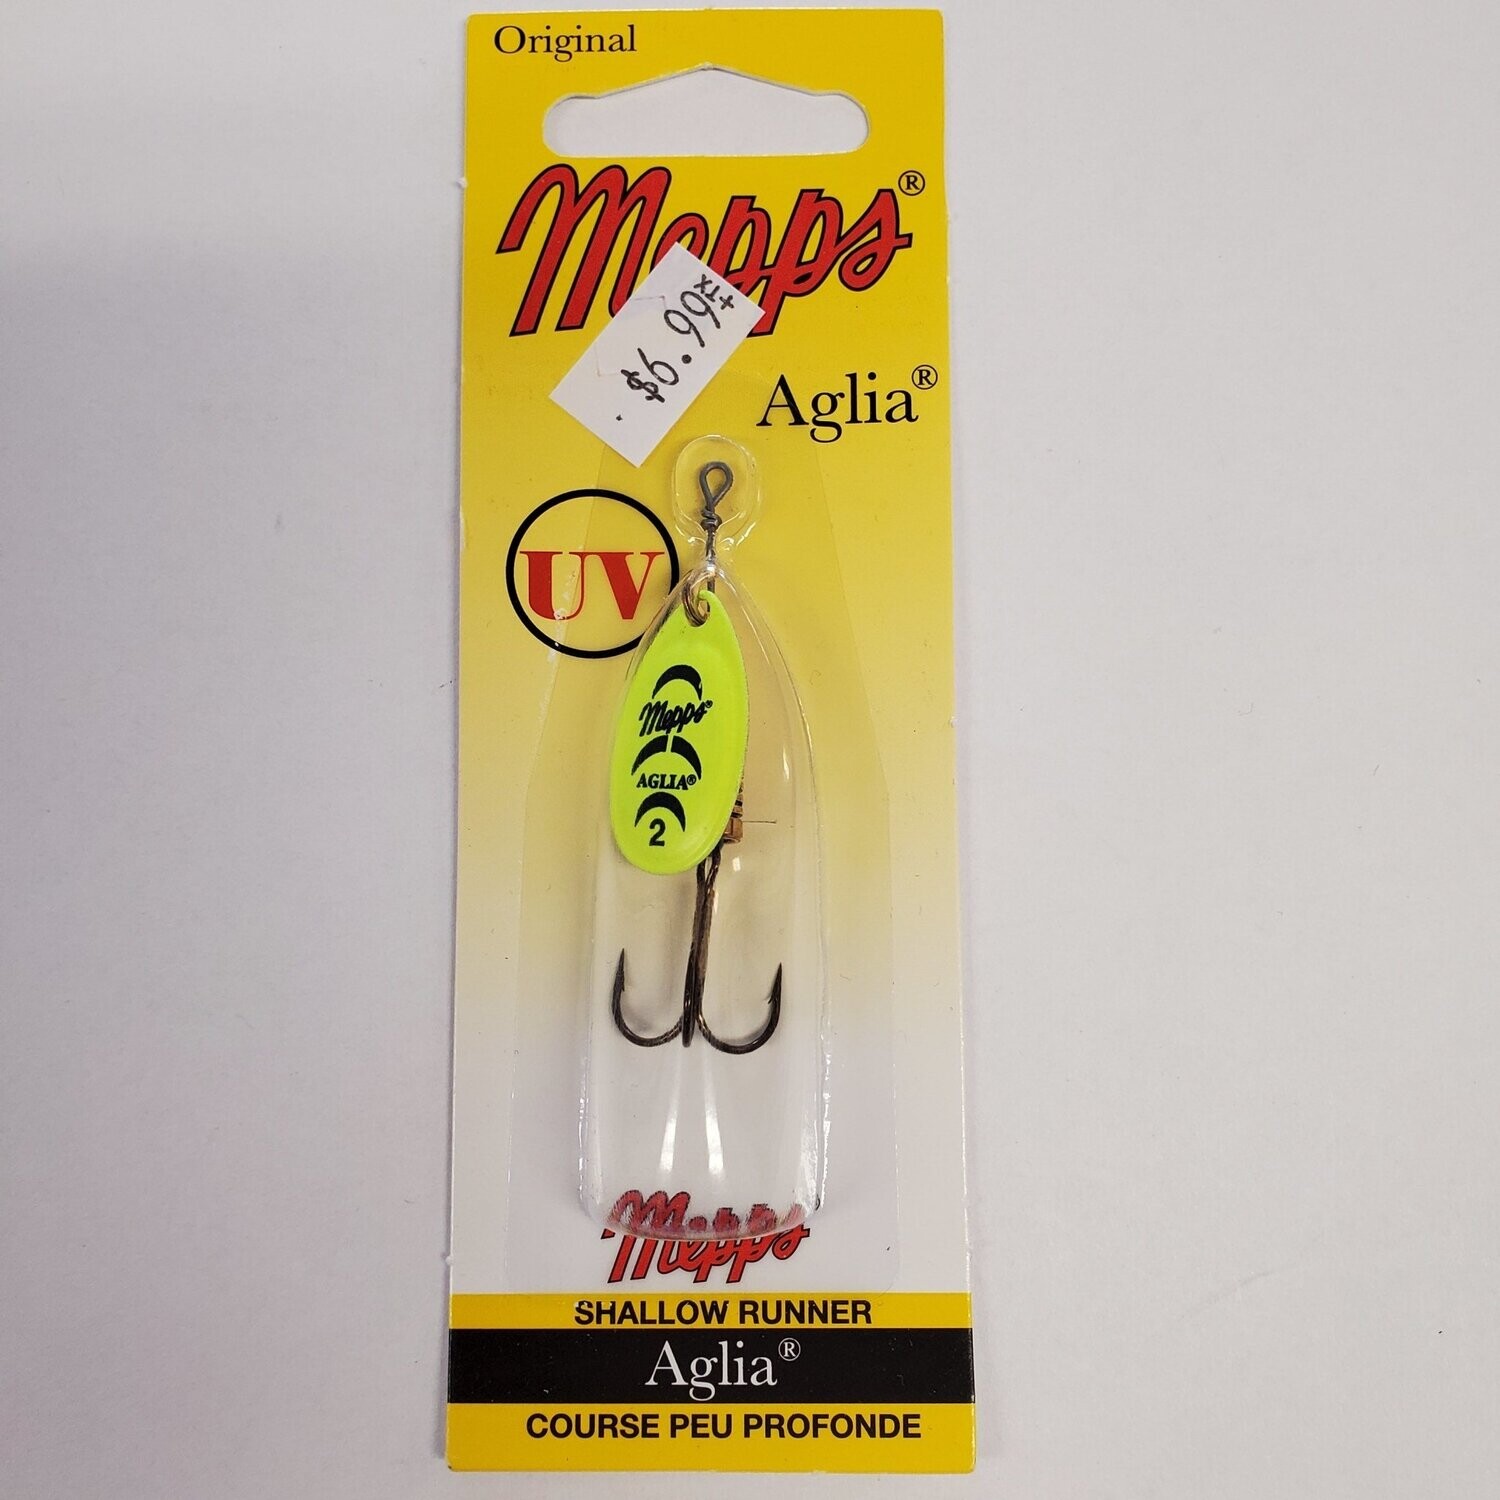 Original
Mepps®
$6.99 + Tx
Aglia®
UV
Mepps®
AGLIA®
2
Mepps
SHALLOW RUNNER
Aglia®
COURSE PEU PROFONDE